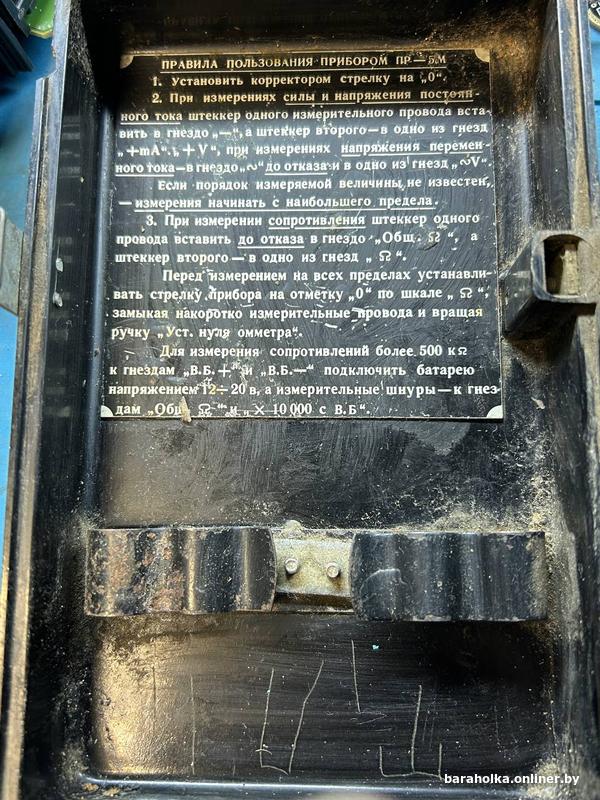 ПРАВИЛА ПОЛЬЗОВАНИЯ ПРИБОРОМ ПР—5М
1. Установить корректором стрелку на „0“.
2. При измерениях силы и напряжения постоян-
ного тока штеккер одного измерительного провода вста-
вить в гнездо „—“, а штеккер второго—в одно из гнезд
„+mA“, „+V“, при измерениях напряжения перемен-
ного тока—в гнездо „∾“ до отказа и в одно из гнезд „∾V“.
Если порядок измеряемой величины не известен,
— измерения начинать с наибольшего предела.
3. При измерении сопротивления штеккер одного
провода вставить до отказа в гнездо „Общ. Ω“, а
штеккер второго — в одно из гнезд „ Ω “.
Перед измерением на всех пределах устанавли-
вать стрелку прибора на отметку „0“ по шкале „ Ω “,
замыкая накоротко измерительные провода и вращая
ручку „Уст. нуля омметра“.
Для измерения сопротивлений более 500 кΩ
к гнездам „В.Б.+“ и „В.Б.—“ подключить батарею
напряжением 12÷20 в, а измерительные шнуры—к гнез-
дам „Общ. Ω “ и „ × 10 000 с В.Б“.
baraholka.onliner.by